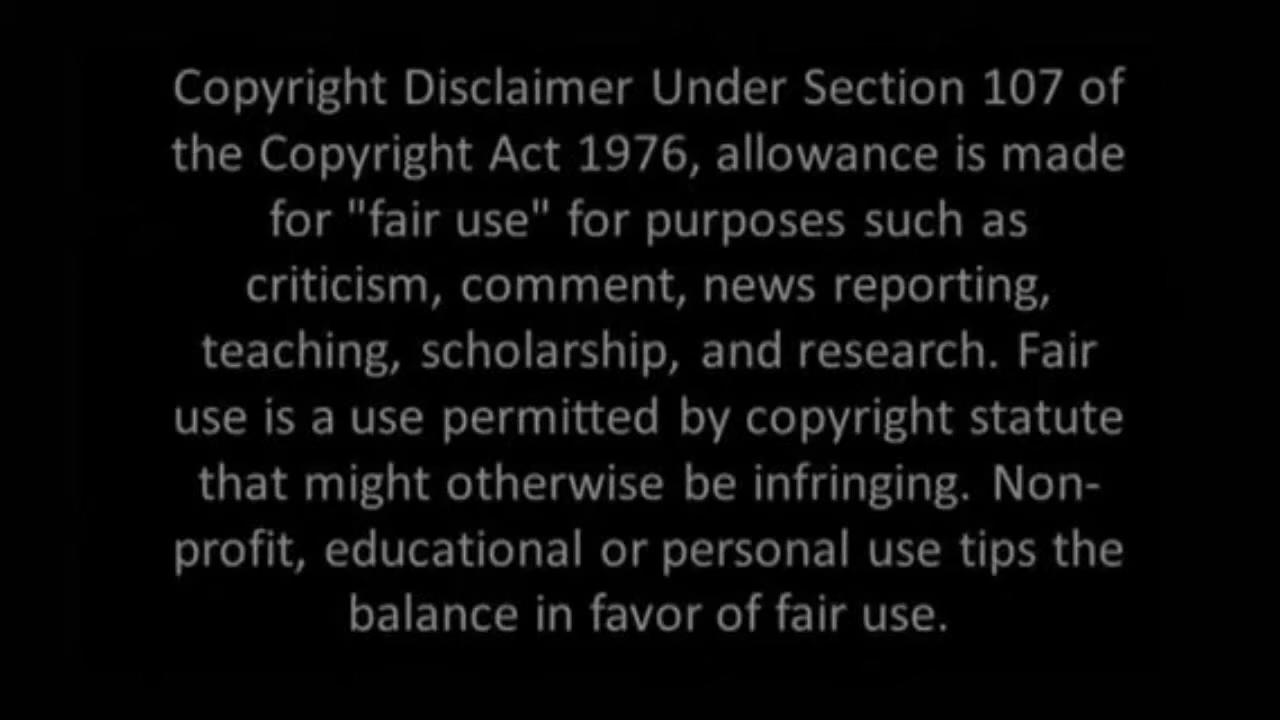 Copyright Disclaimer Under Section 107 of
the Copyright Act 1976, allowance is made
for "fair use" for purposes such as
criticism, comment, news reporting,
teaching, scholarship, and research. Fair
use is a use permitted by copyright statute
that might otherwise be infringing. Non-
profit, educational or personal use tips the
balance in favor of fair use.